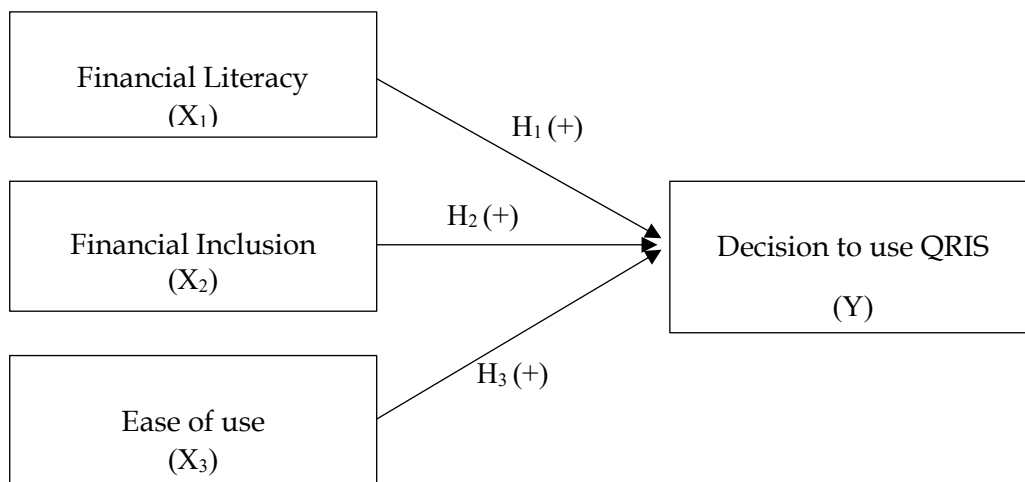 Financial Literacy
(X₁)
H₁ (+)
Financial Inclusion
(X₂)
H₂ (+)
Decision to use QRIS
(Y)
H₃ (+)
Ease of use
(X₃)